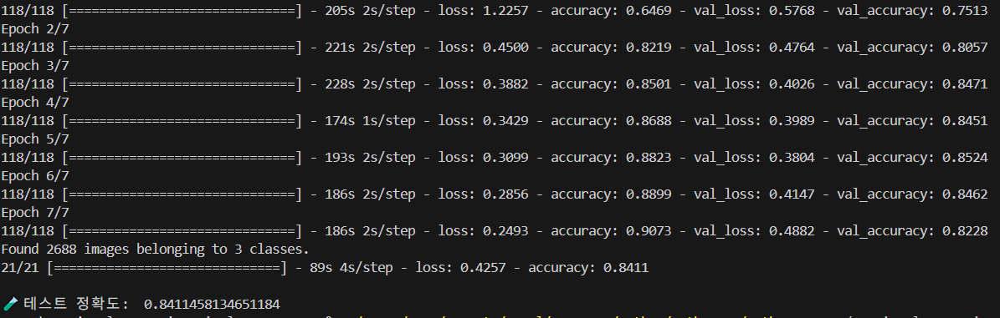 118/118 [==============================] - 205s 2s/step - loss: 1.2257 - accuracy: 0.6469 - val_loss: 0.5768 - val_accuracy: 0.7513
Epoch 2/7
118/118 [==============================] - 221s 2s/step - loss: 0.4500 - accuracy: 0.8219 - val_loss: 0.4764 - val_accuracy: 0.8057
Epoch 3/7
118/118 [==============================] - 228s 2s/step - loss: 0.3882 - accuracy: 0.8501 - val_loss: 0.4026 - val_accuracy: 0.8471
Epoch 4/7
118/118 [==============================] - 174s 1s/step - loss: 0.3429 - accuracy: 0.8688 - val_loss: 0.3989 - val_accuracy: 0.8451
Epoch 5/7
118/118 [==============================] - 193s 2s/step - loss: 0.3099 - accuracy: 0.8823 - val_loss: 0.3804 - val_accuracy: 0.8524
Epoch 6/7
118/118 [==============================] - 186s 2s/step - loss: 0.2856 - accuracy: 0.8899 - val_loss: 0.4147 - val_accuracy: 0.8462
Epoch 7/7
118/118 [==============================] - 186s 2s/step - loss: 0.2493 - accuracy: 0.9073 - val_loss: 0.4882 - val_accuracy: 0.8228
Found 2688 images belonging to 3 classes.
21/21 [==============================] - 89s 4s/step - loss: 0.4257 - accuracy: 0.8411
테스트 정확도: 0.8411458134651184